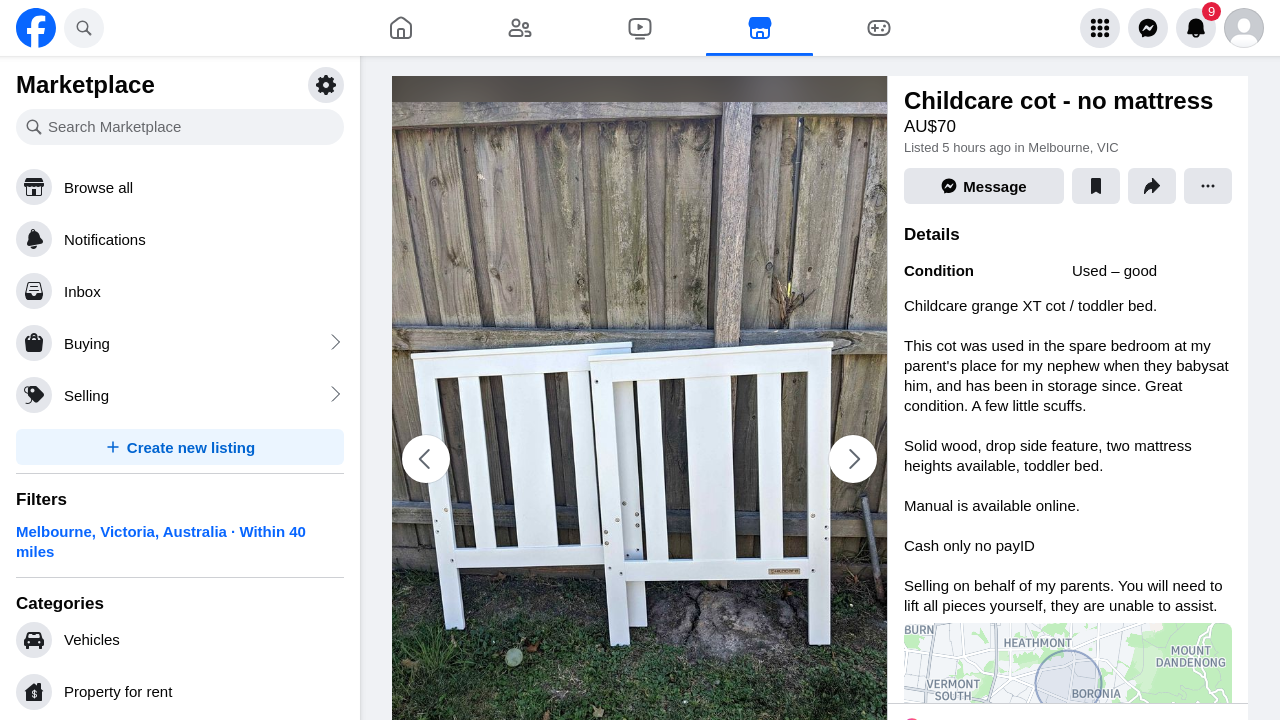 9
Marketplace
Search Marketplace
Browse all
Notifications
Inbox
Buying
Selling
Create new listing
Filters
Melbourne, Victoria, Australia · Within 40
miles
Categories
Vehicles
Property for rent
Childcare cot - no mattress
AU$70
Listed 5 hours ago in Melbourne, VIC
Message
Details
Condition
Used – good
Childcare grange XT cot / toddler bed.
This cot was used in the spare bedroom at my
parent's place for my nephew when they babysat
him, and has been in storage since. Great
condition. A few little scuffs.
Solid wood, drop side feature, two mattress
heights available, toddler bed.
Manual is available online.
Cash only no payID
Selling on behalf of my parents. You will need to
lift all pieces yourself, they are unable to assist.
BURN
HEATHMONT
MOUNT
DANDENONG
VERMONT
SOUTH
BORONIA